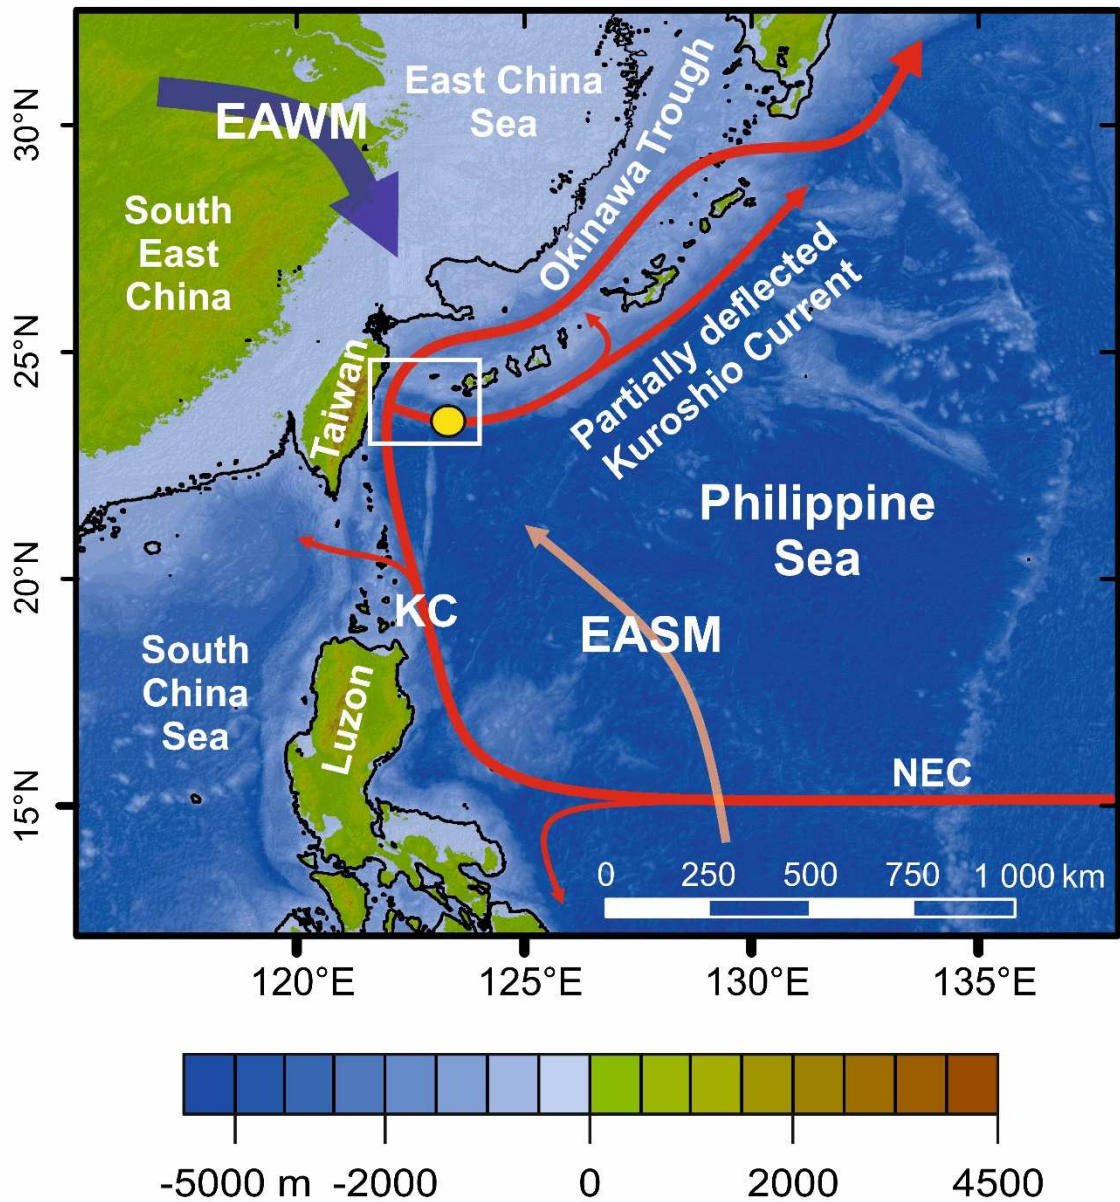 East China
Sea
EAWM
South
East
China
Okinawa Trough
Taiwan
Partially deflected
Kuroshio Current
Philippine
Sea
KC
EASM
South
China
Sea
Luzon
NEC
0 250 500 750 1 000 km
30°N
25°N
20°N
15°N
120°E 125°E 130°E 135°E
-5000 m -2000 0 2000 4500